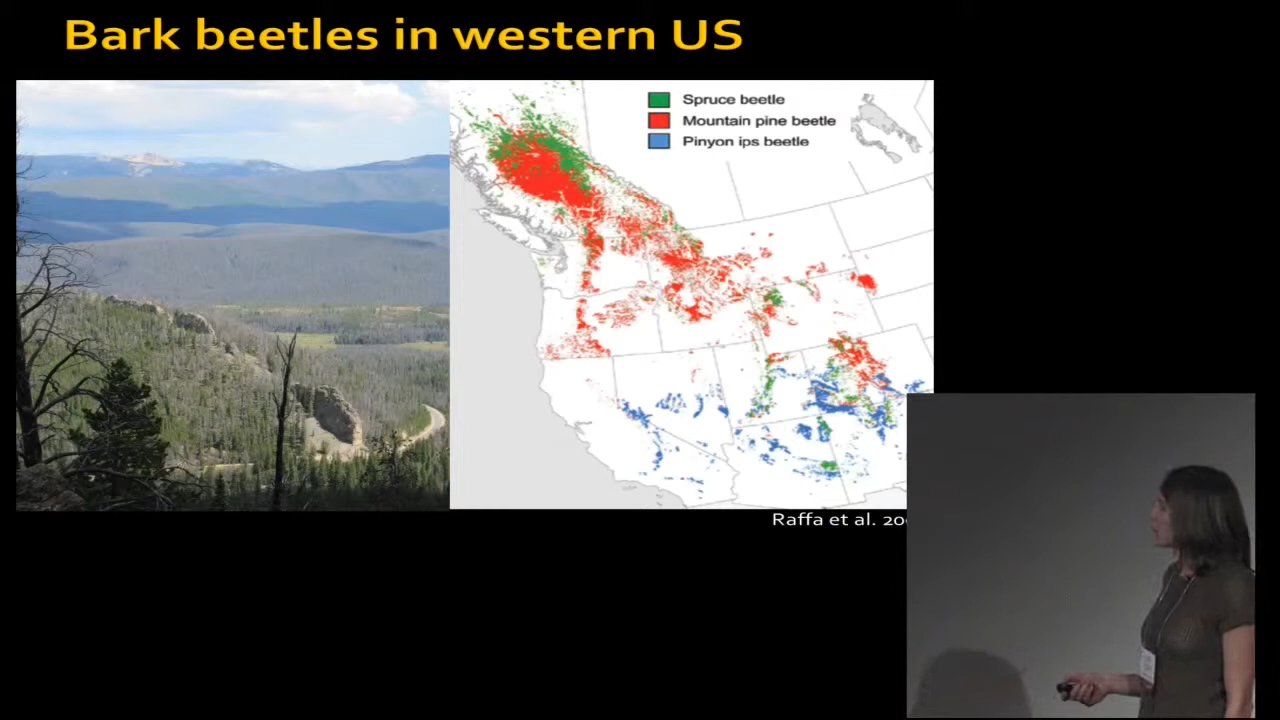 Bark beetles in western US
Spruce beetle
Mountain pine beetle
Pinyon ips beetle
Raffa et al.